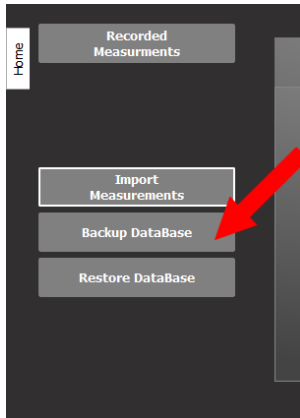 Home
Recorded
Measurments
Import
Measurements
Backup DataBase
Restore DataBase